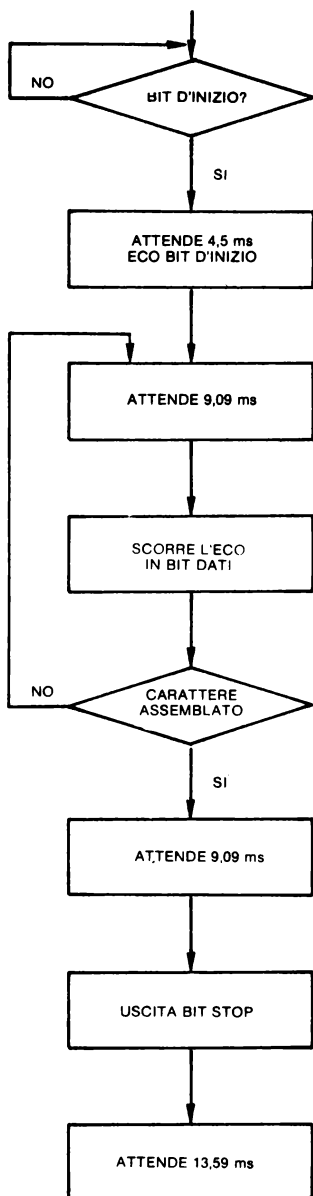 BIT D'INIZIO?
NO
SI
ATTENDE 4,5 ms
ECO BIT D'INIZIO
ATTENDE 9,09 ms
SCORRE L'ECO
IN BIT DATI
NO
CARATTERE
ASSEMBLATO
SI
ATTENDE 9,09 ms
USCITA BIT STOP
ATTENDE 13,59 ms